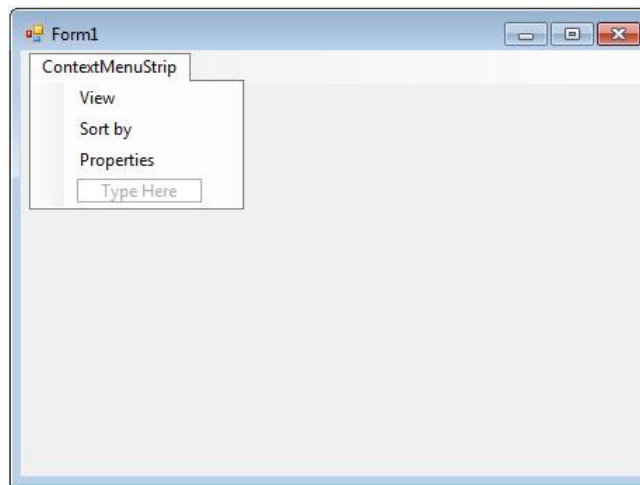 Form1
ContextMenuStrip
View
Sort by
Properties
Type Here